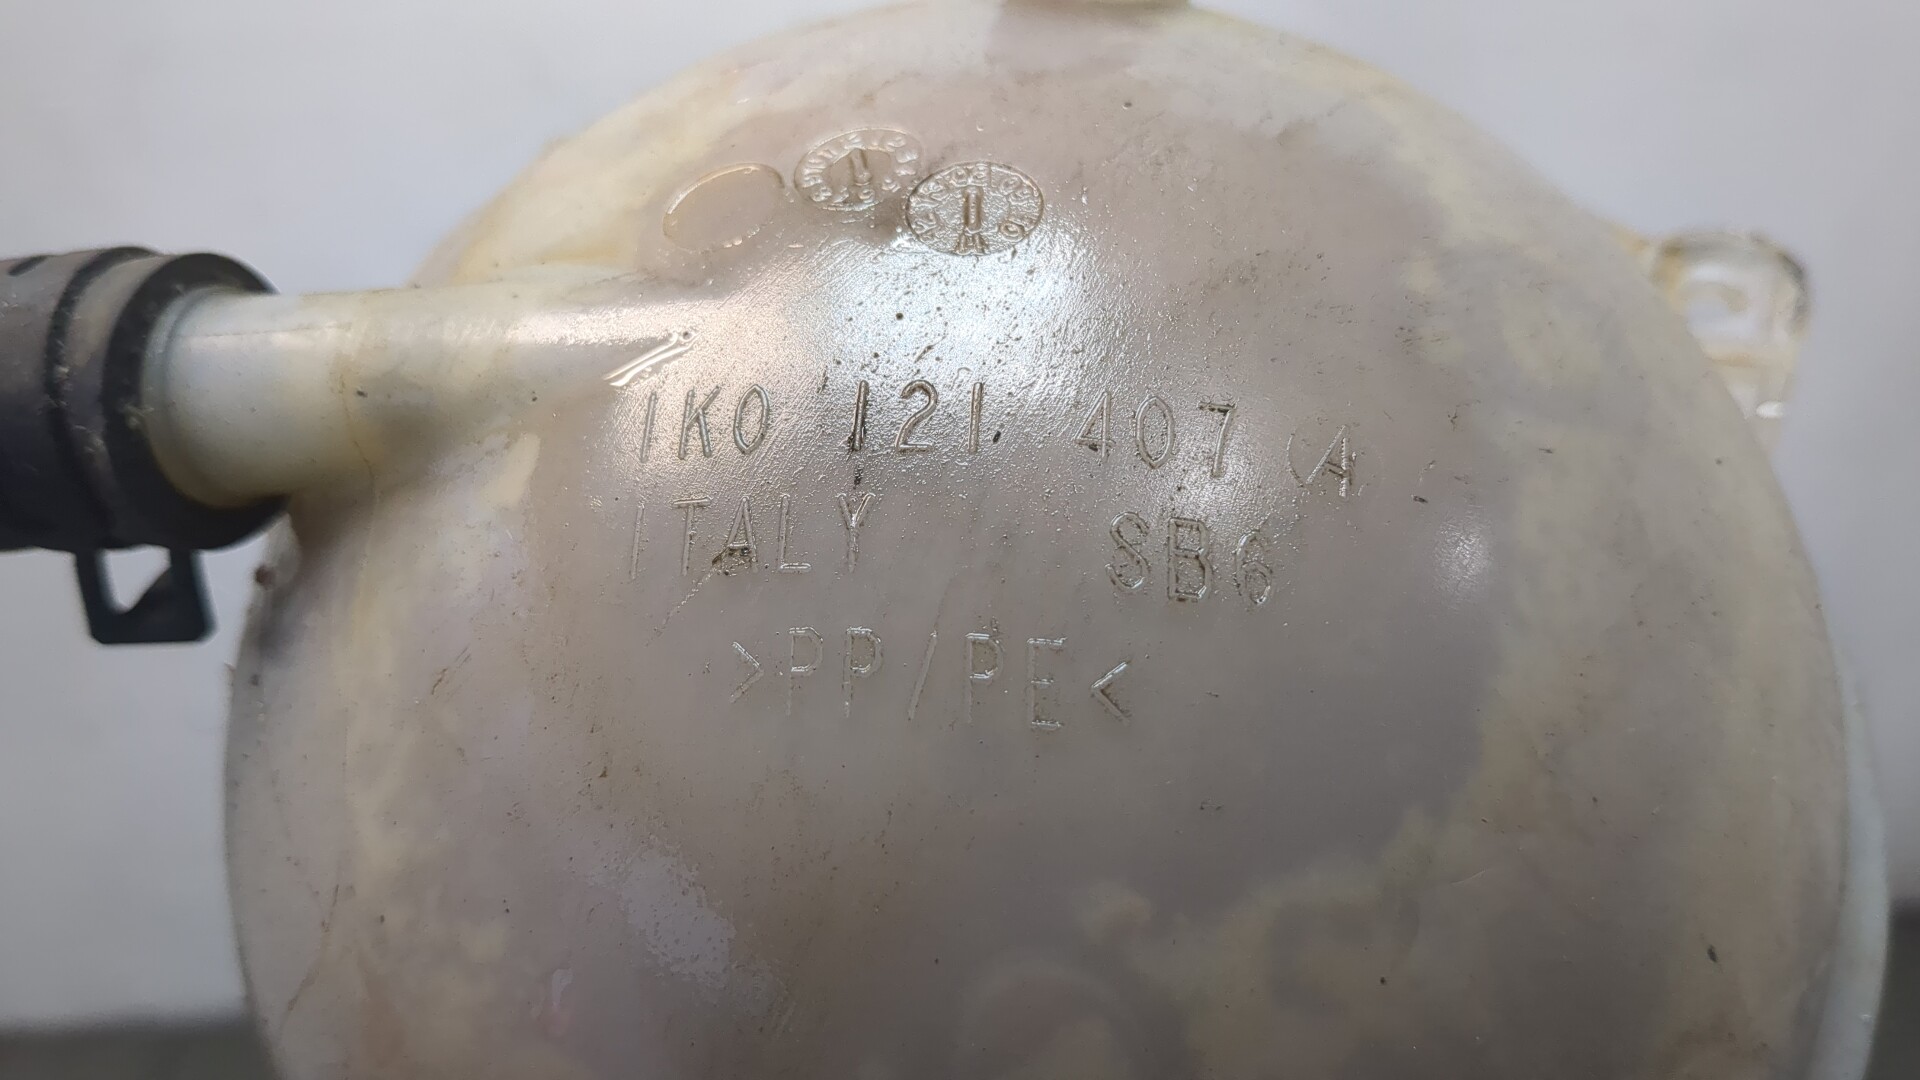 1K0 121 407 A
ITALY SB6
>PP/PE<